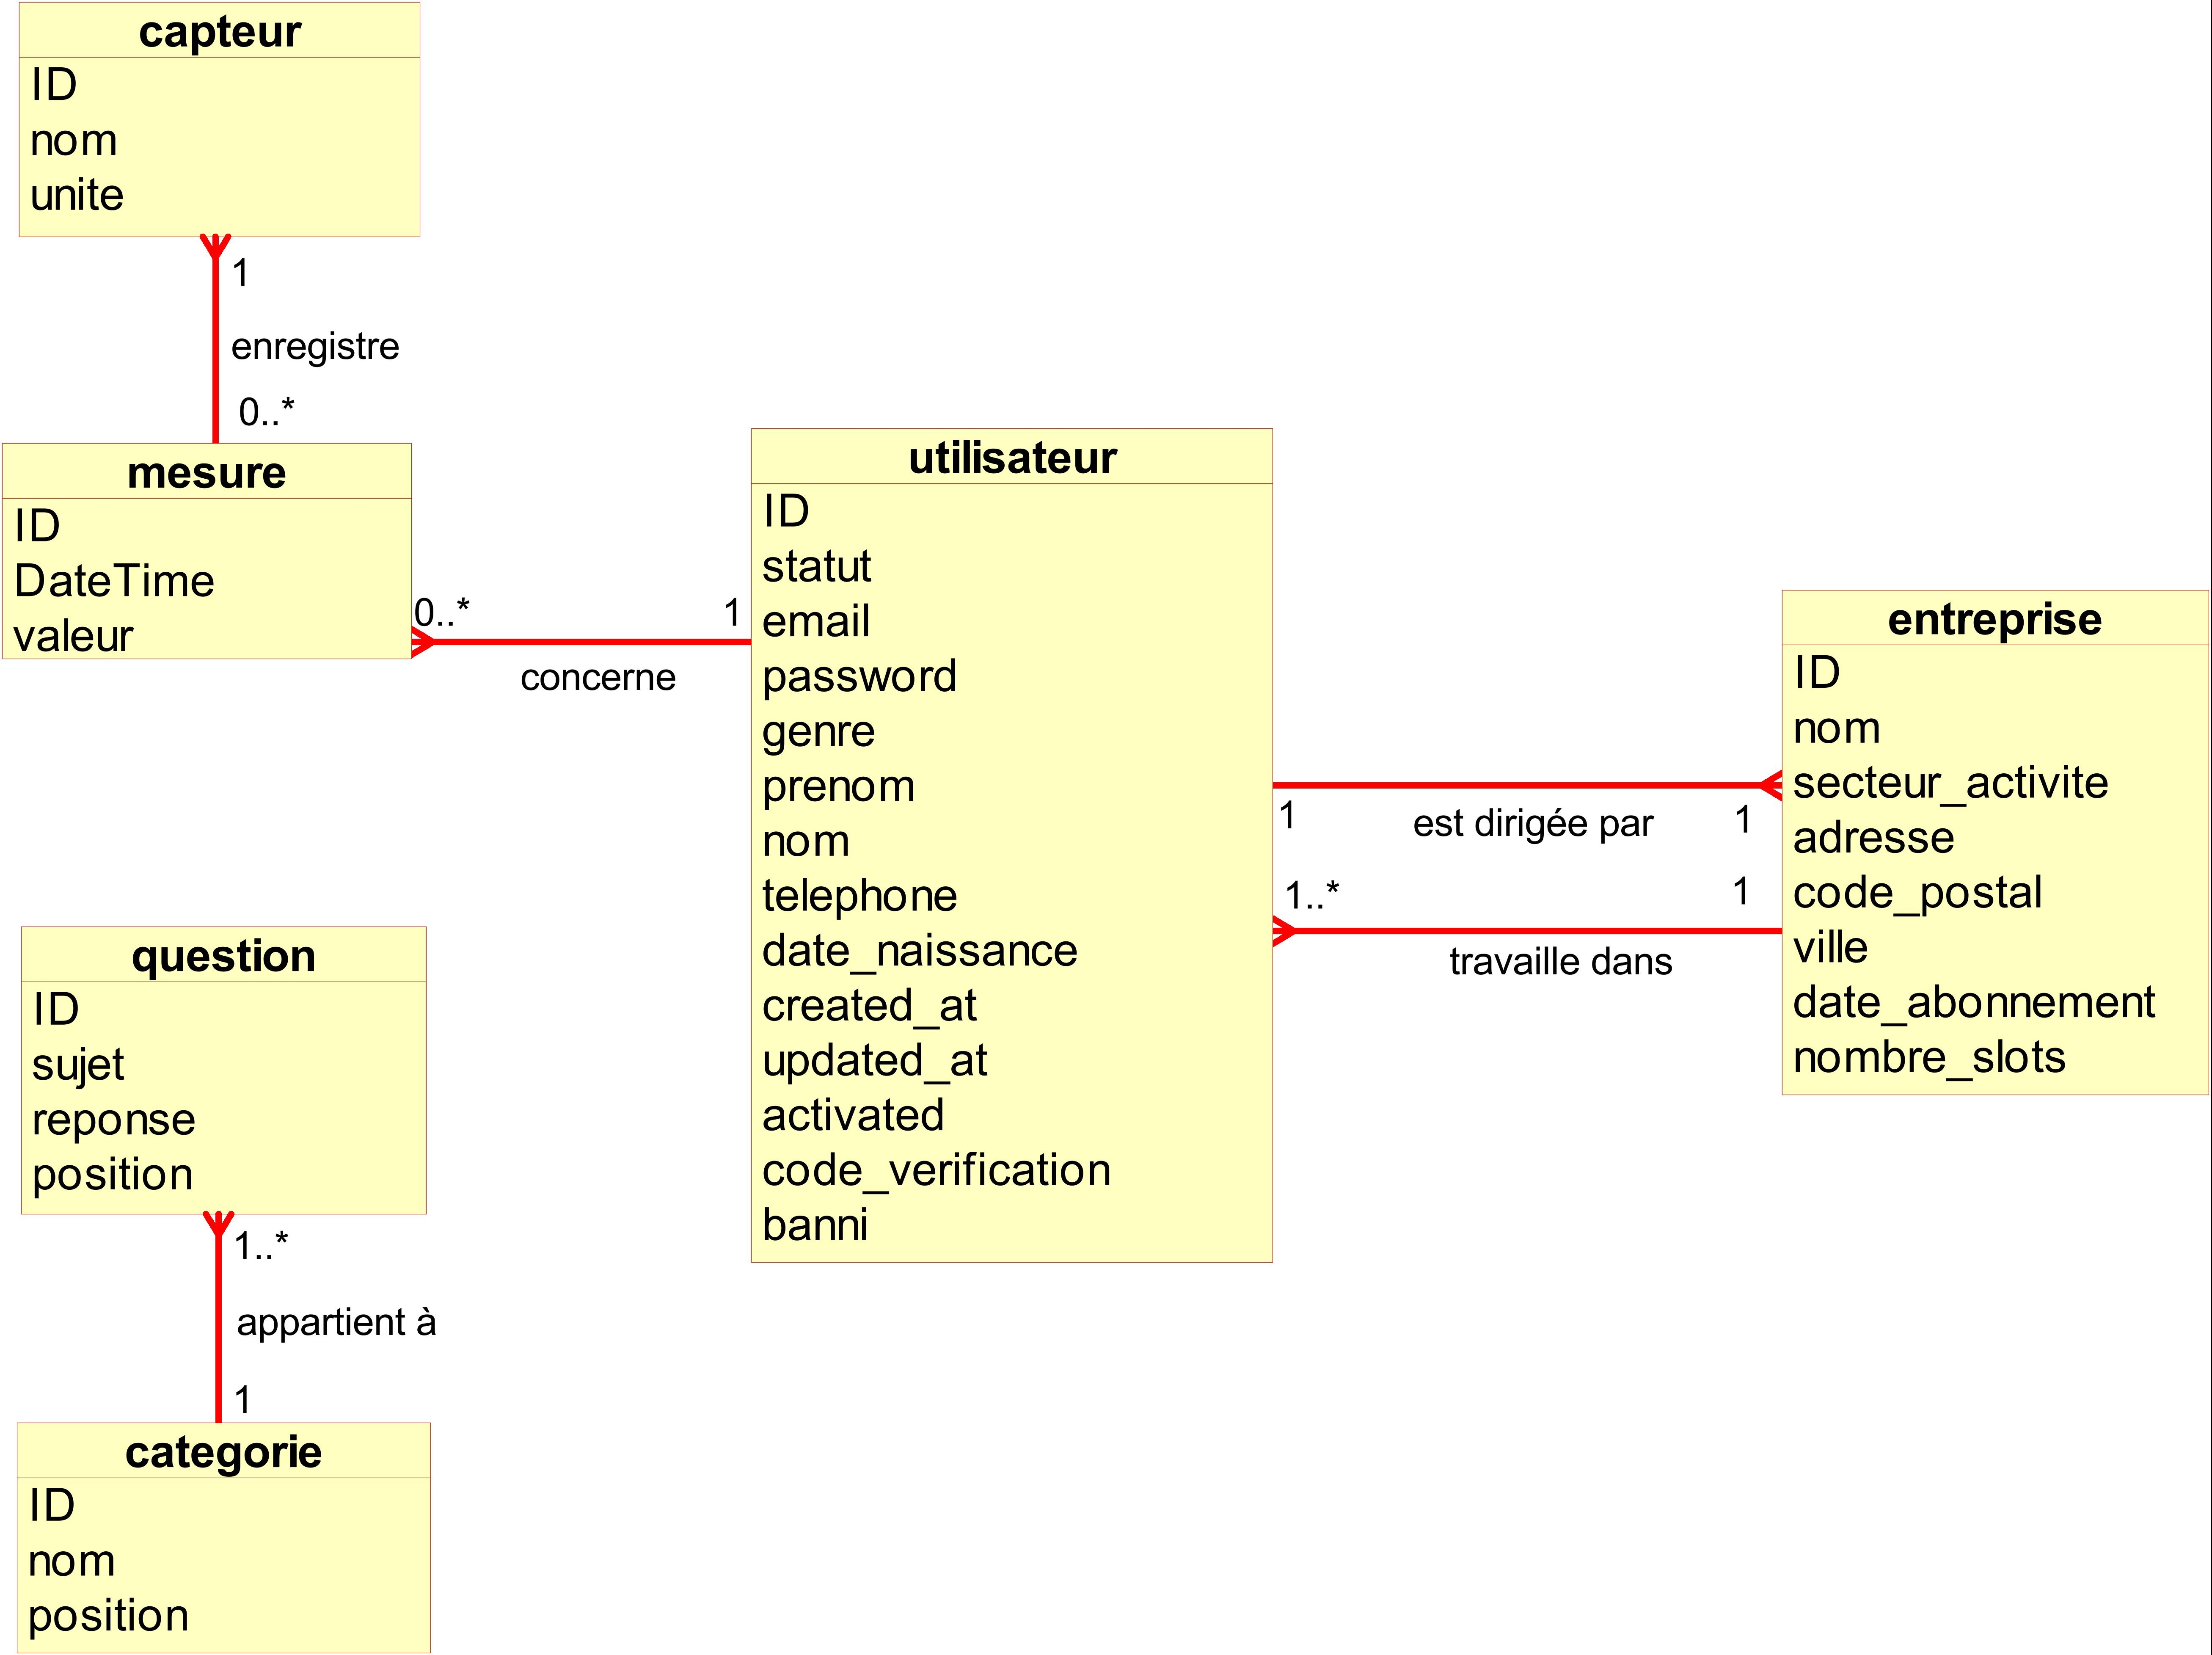 capteur
ID
nom
unite
1
enregistre
0..*
mesure
ID
DateTime
valeur
0..*
1
concerne
utilisateur
ID
statut
email
password
genre
prenom
nom
telephone
date_naissance
created_at
updated_at
activated
code_verification
banni
1
est dirigée par
1
1..*
1
travaille dans
entreprise
ID
nom
secteur_activite
adresse
code_postal
ville
date_abonnement
nombre_slots
question
ID
sujet
reponse
position
1..*
appartient à
1
categorie
ID
nom
position